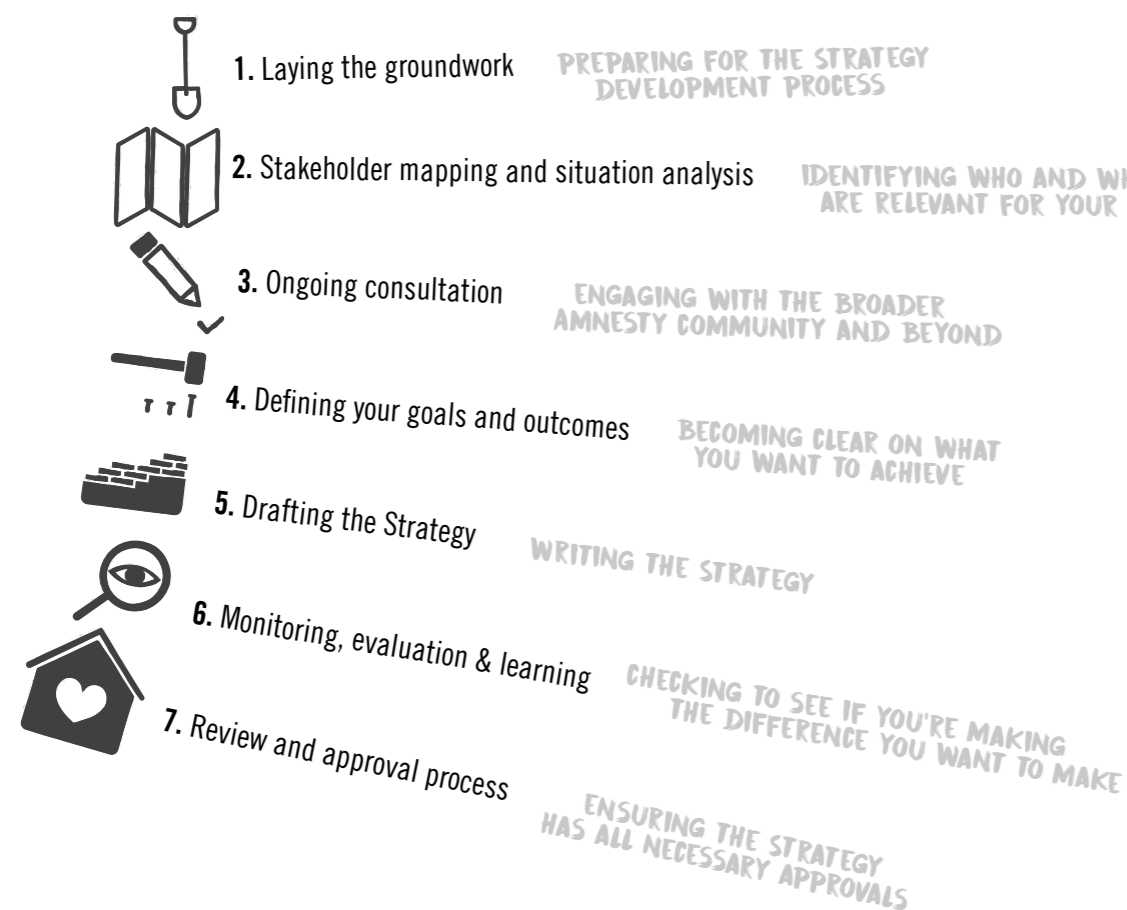 1. Laying the groundwork
PREPARING FOR THE STRATEGY
DEVELOPMENT PROCESS
2. Stakeholder mapping and situation analysis
IDENTIFYING WHO AND
ARE RELEVANT FOR YOUR
3. Ongoing consultation
ENGAGING WITH THE BROADER
AMNESTY COMMUNITY AND BEYOND
4. Defining your goals and outcomes
BECOMING CLEAR ON WHAT
YOU WANT TO ACHIEVE
5. Drafting the Strategy
WRITING THE STRATEGY
6. Monitoring, evaluation & learning
CHECKING TO SEE IF YOU'RE MAKING
THE DIFFERENCE YOU WANT TO MAKE
7. Review and approval process
ENSURING THE STRATEGY
HAS ALL NECESSARY APPROVALS